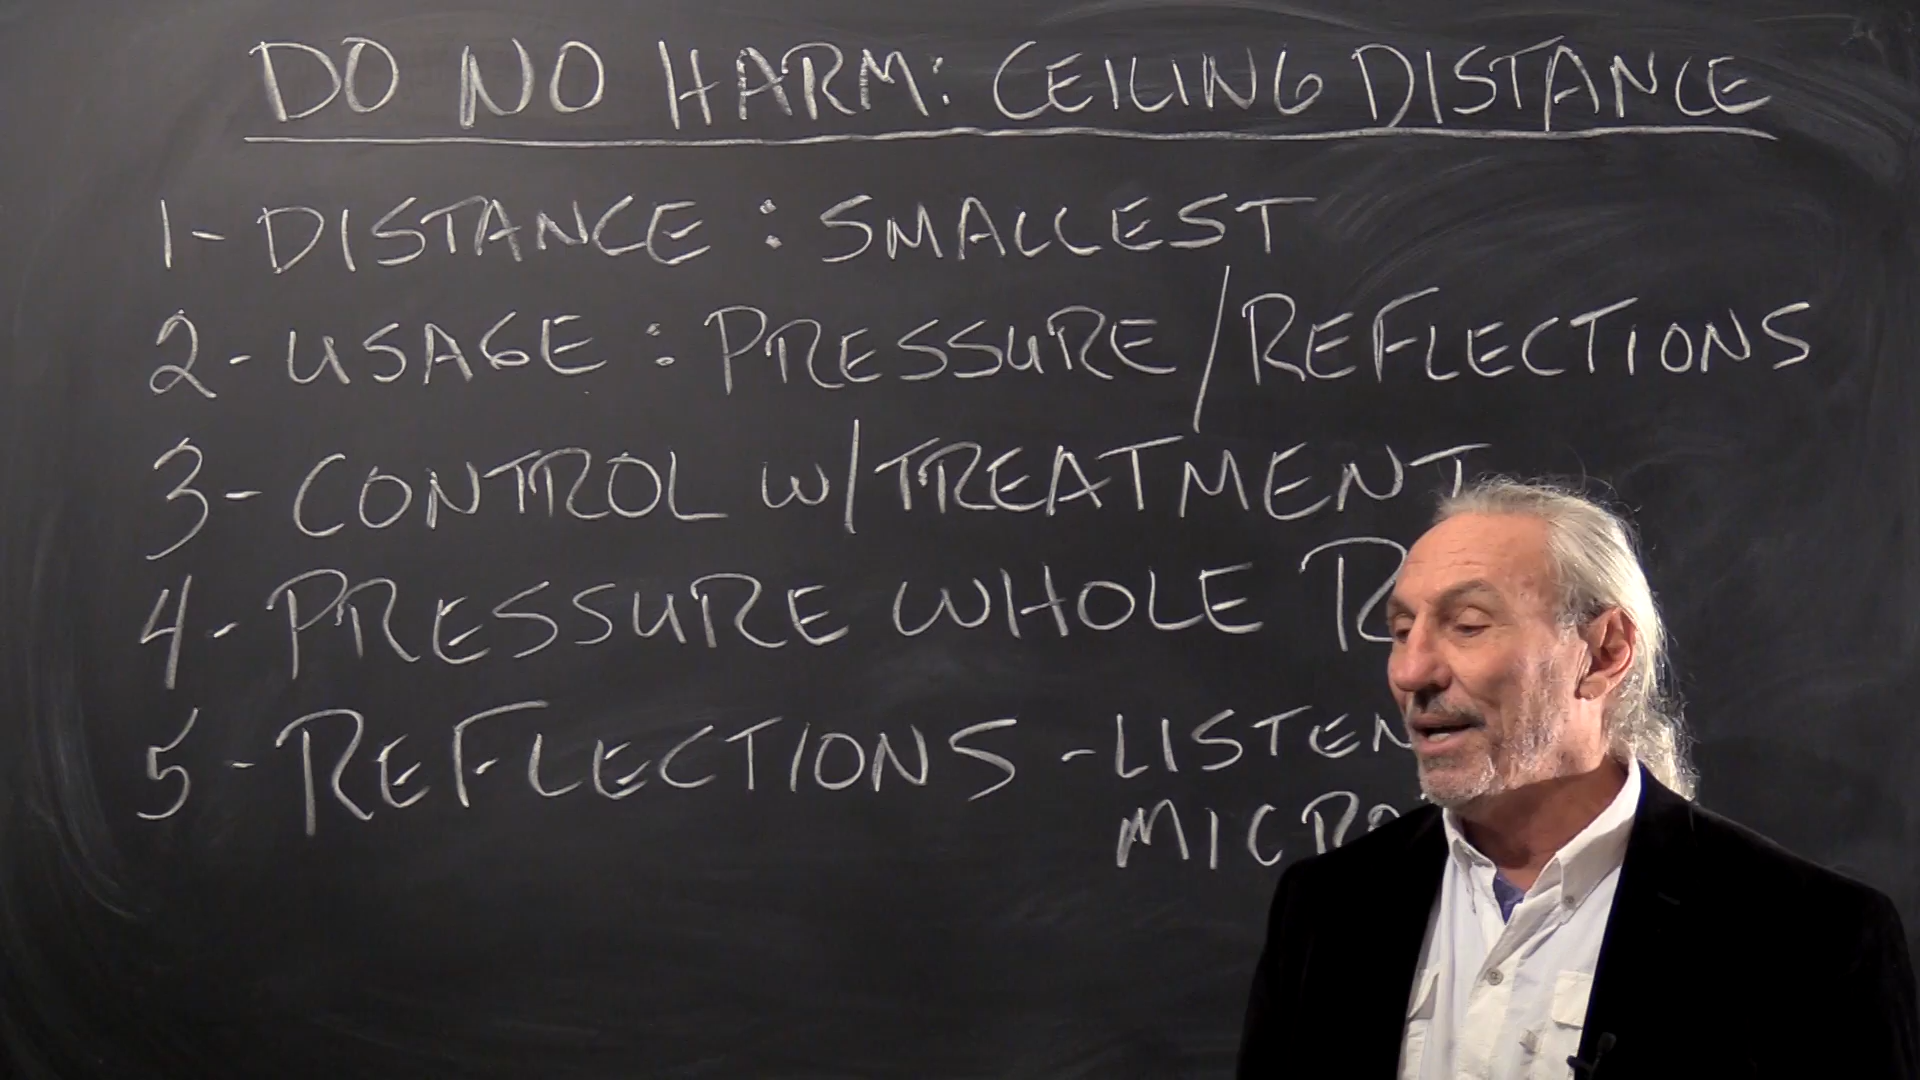 DO NO HARM: CEILING DISTANCE
1- DISTANCE : SMALLEST
2- USAGE : PRESSURE/REFLECTIONS
3- CONTROL W/TREATMENT
4- PRESSURE WHOLE
5- REFLECTIONS - LISTEN